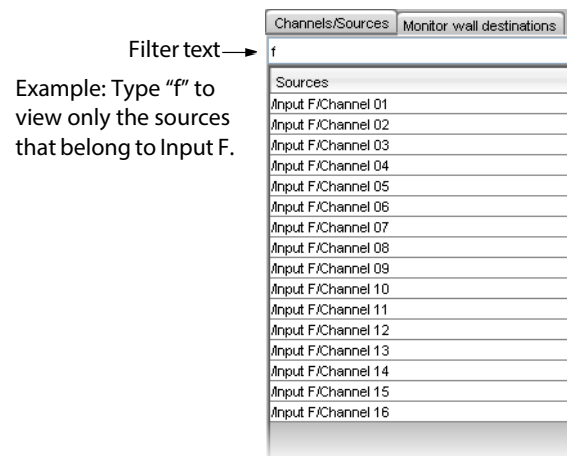 Channels/Sources
Monitor wall destinations
Filter text
f
Example: Type “f” to
view only the sources
that belong to Input F.
Sources
/Input F/Channel 01
/Input F/Channel 02
/Input F/Channel 03
/Input F/Channel 04
/Input F/Channel 05
/Input F/Channel 06
/Input F/Channel 07
/Input F/Channel 08
/Input F/Channel 09
/Input F/Channel 10
/Input F/Channel 11
/Input F/Channel 12
/Input F/Channel 13
/Input F/Channel 14
/Input F/Channel 15
/Input F/Channel 16